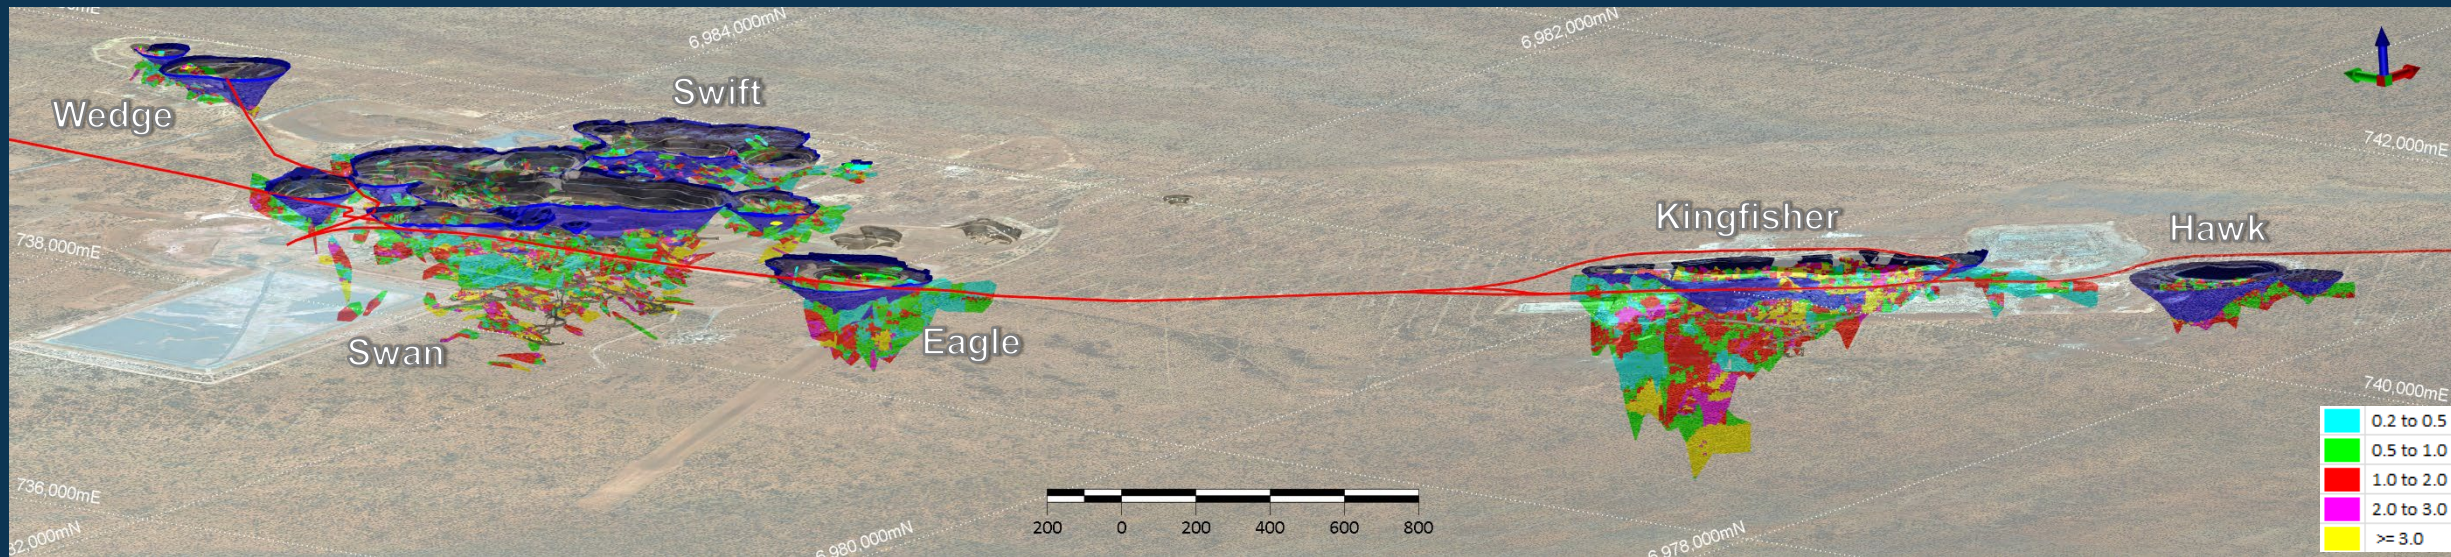 6,984,000mN
6,982,000mN
Swift
Wedge
742,000mE
Kingfisher
Hawk
738,000mE
Eagle
Swan
740,000mE
736,000mE
0.2 to 0.5
0.5 to 1.0
1.0 to 2.0
2.0 to 3.0
>= 3.0
200 0 200 400 600 800
6,980,000mN
6,978,000mN